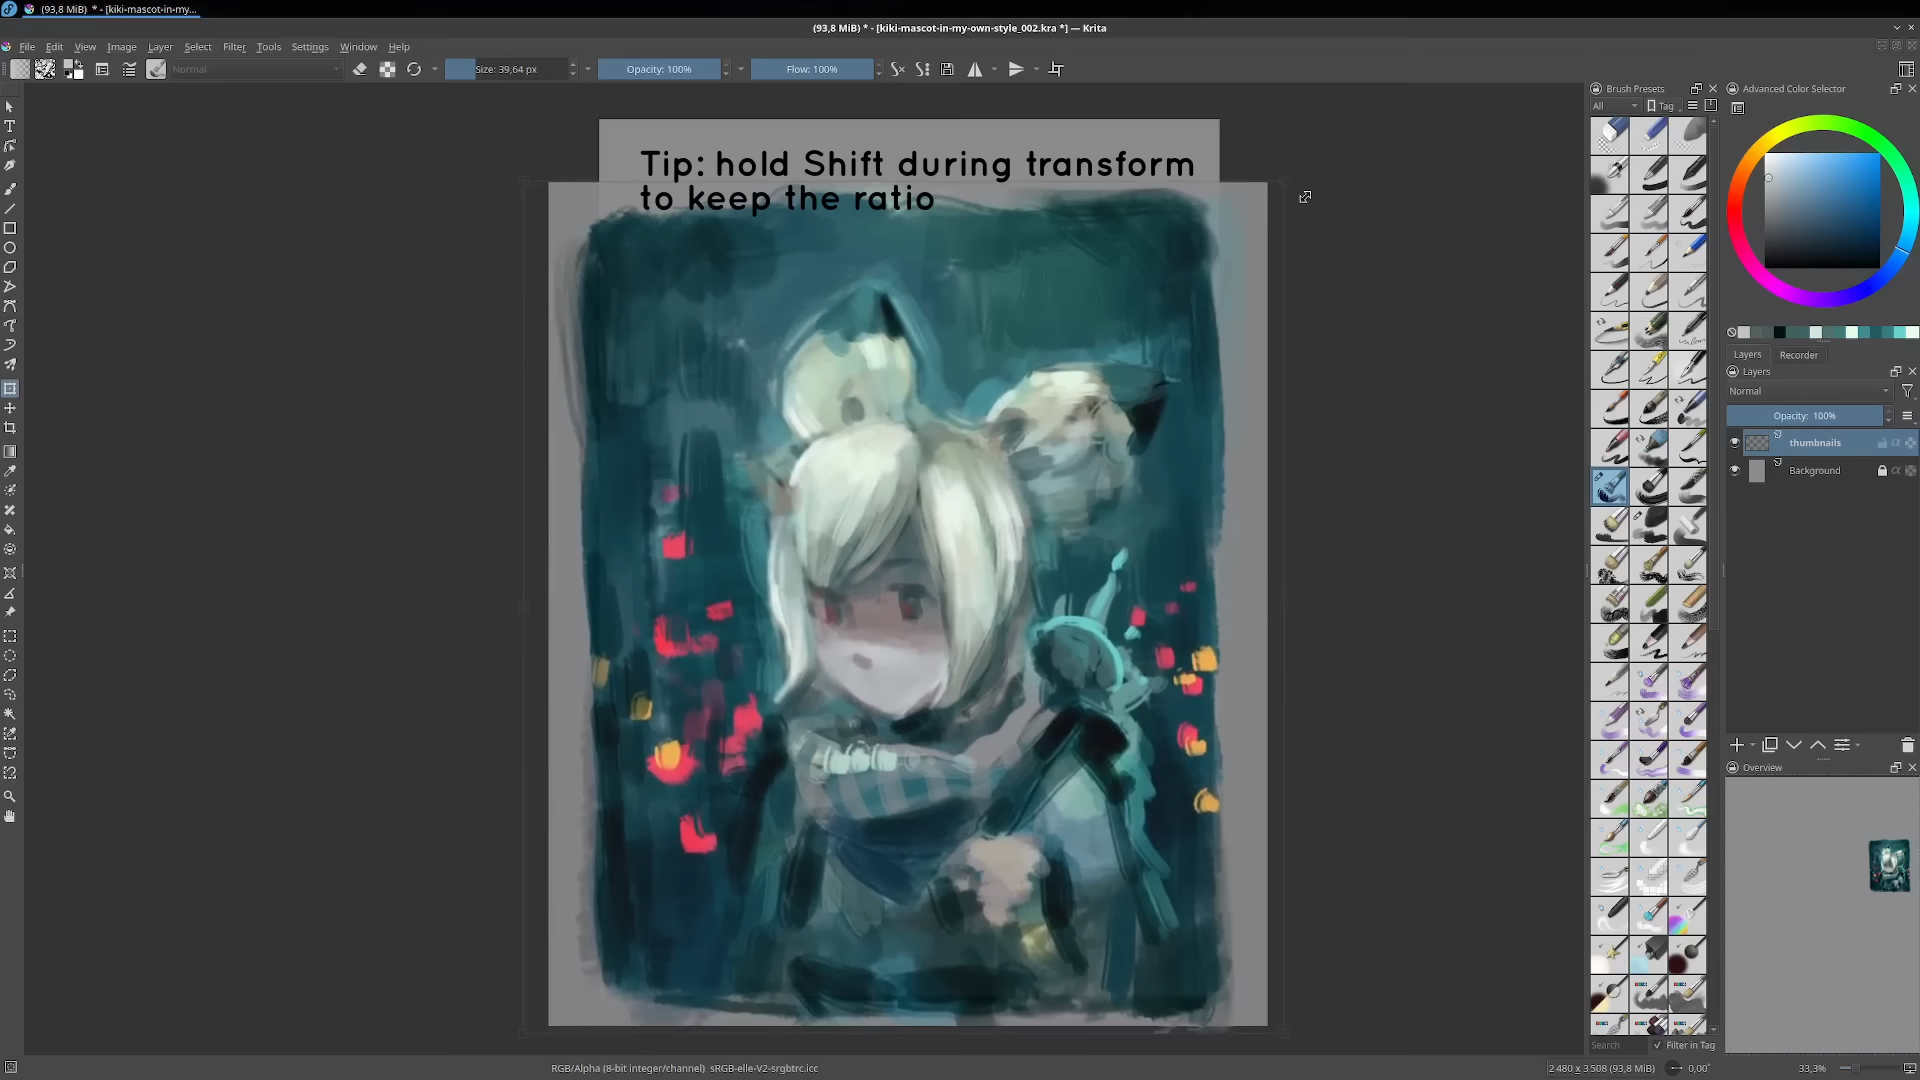 (93,8 MiB) * - [kiki-mascot-in-my...
(93,8 MiB) * - [kiki-mascot-in-my-own-style_002.kra *] — Krita
File Edit View Image Layer Select Filter Tools Settings Window Help
Normal
Size: 39,64 px
Opacity: 100%
Flow: 100%
Brush Presets
Advanced Color Selector
All
Tag
Tip: hold Shift during transform
to keep the ratio
Layers Recorder
Layers
Normal
Opacity: 100%
thumbnails
Background
Overview
Search
Filter in Tag
RGB/Alpha (8-bit integer/channel) sRGB-elle-V2-srgbtrc.icc
2 480 x 3 508 (93,8 MiB)
0,00°
33,3%